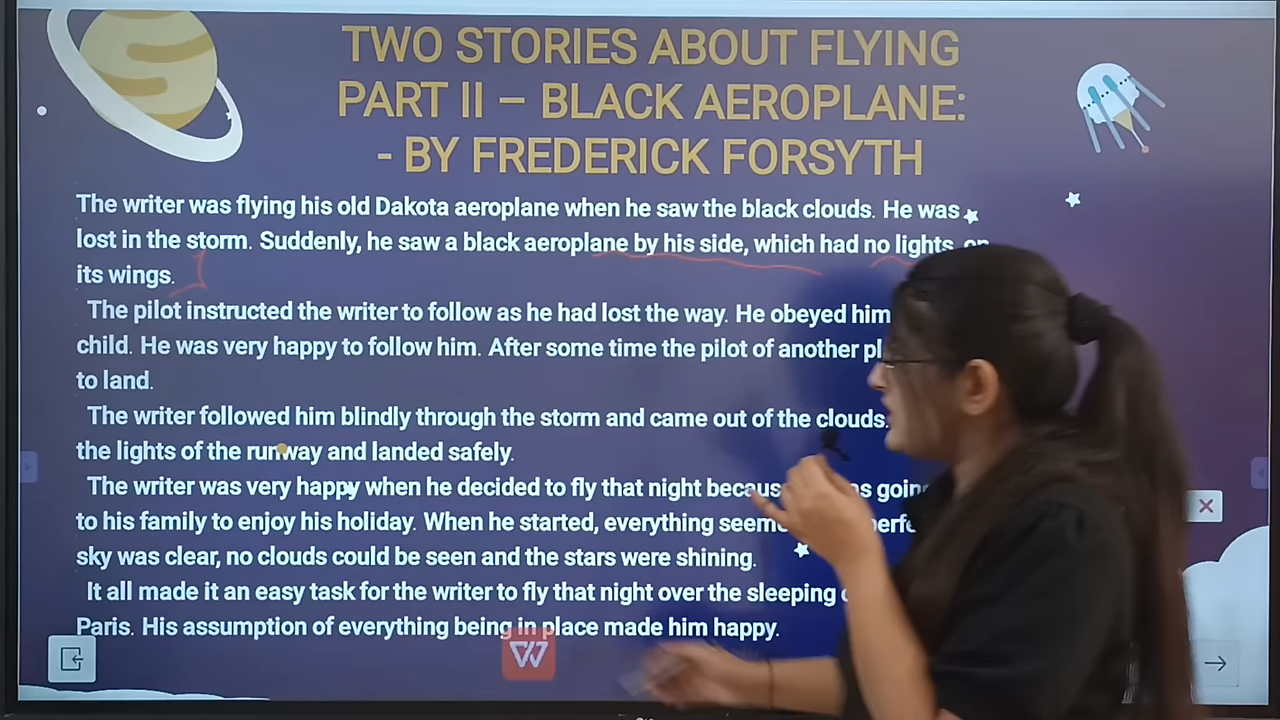 TWO STORIES ABOUT FLYING
PART II – BLACK AEROPLANE:
- BY FREDERICK FORSYTH
The writer was flying his old Dakota aeroplane when he saw the black clouds. He was
lost in the storm. Suddenly, he saw a black aeroplane by his side, which had no lights on
its wings.
The pilot instructed the writer to follow as he had lost the way. He obeyed him
child. He was very happy to follow him. After some time the pilot of another
to land.
The writer followed him blindly through the storm and came out of the clouds.
the lights of the runway and landed safely.
The writer was very happy when he decided to fly that night
to his family to enjoy his holiday. When he started, everything
sky was clear, no clouds could be seen and the stars were shining.
It all made it an easy task for the writer to fly that night over the sleeping
Paris. His assumption of everything being in place made him happy.